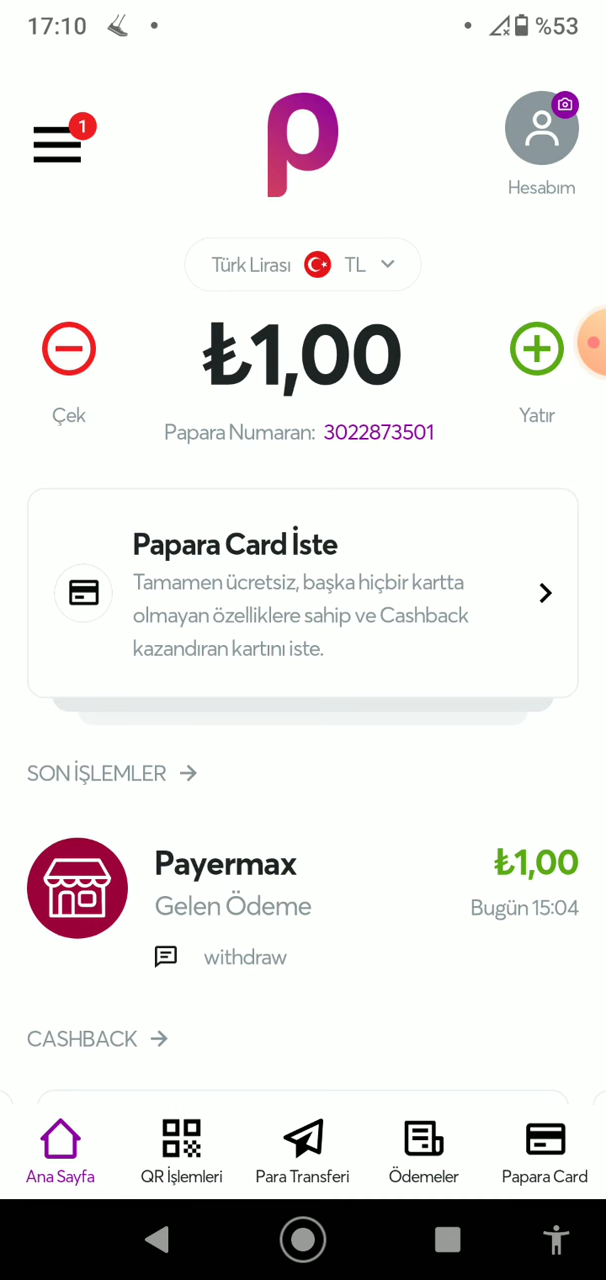 17:10
%53
1
Hesabım
Türk Lirası TL
₺1,00
Çek
Yatır
Papara Numaran: 3022873501
Papara Card İste
Tamamen ücretsiz, başka hiçbir kartta
olmayan özelliklere sahip ve Cashback
kazandıran kartını iste.
SON İŞLEMLER →
Payermax
₺1,00
Gelen Ödeme
Bugün 15:04
withdraw
CASHBACK →
Ana Sayfa
QR İşlemleri
Para Transferi
Ödemeler
Papara Card